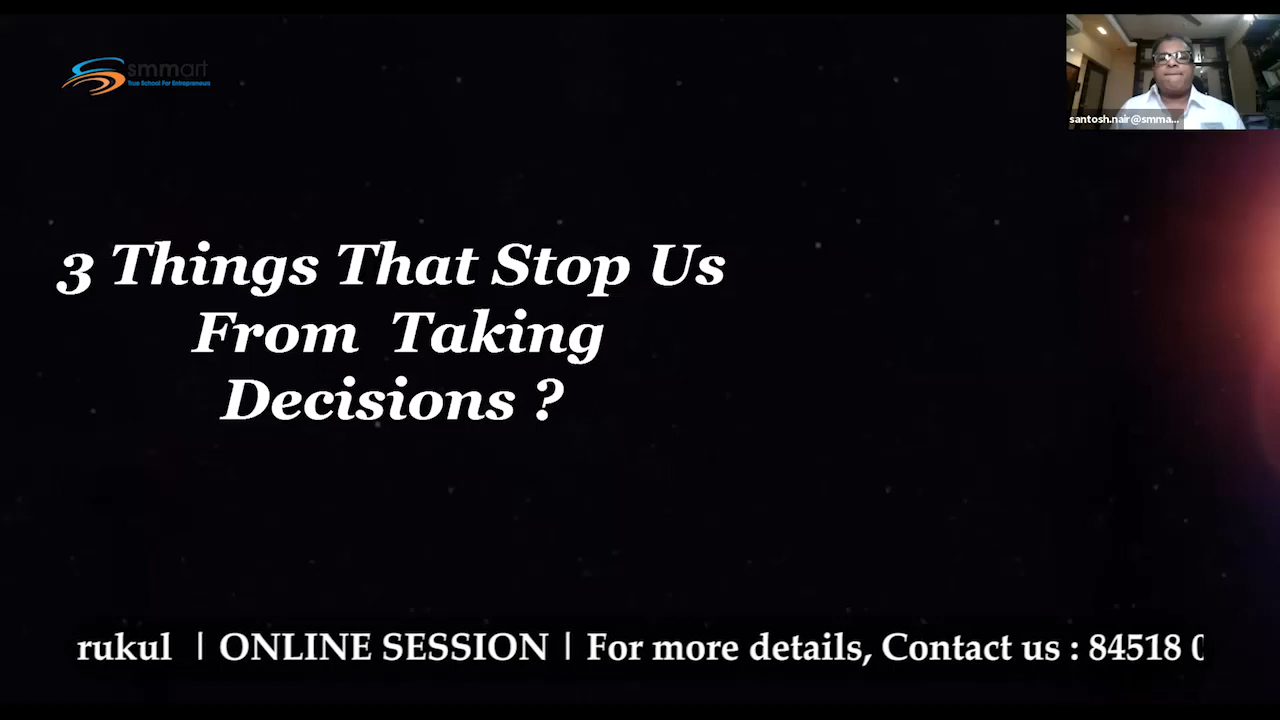 smmart
True School For Entrepreneurs
santosh.nair@smma...
3 Things That Stop Us
From Taking
Decisions ?
rukul | ONLINE SESSION | For more details, Contact us : 84518 0